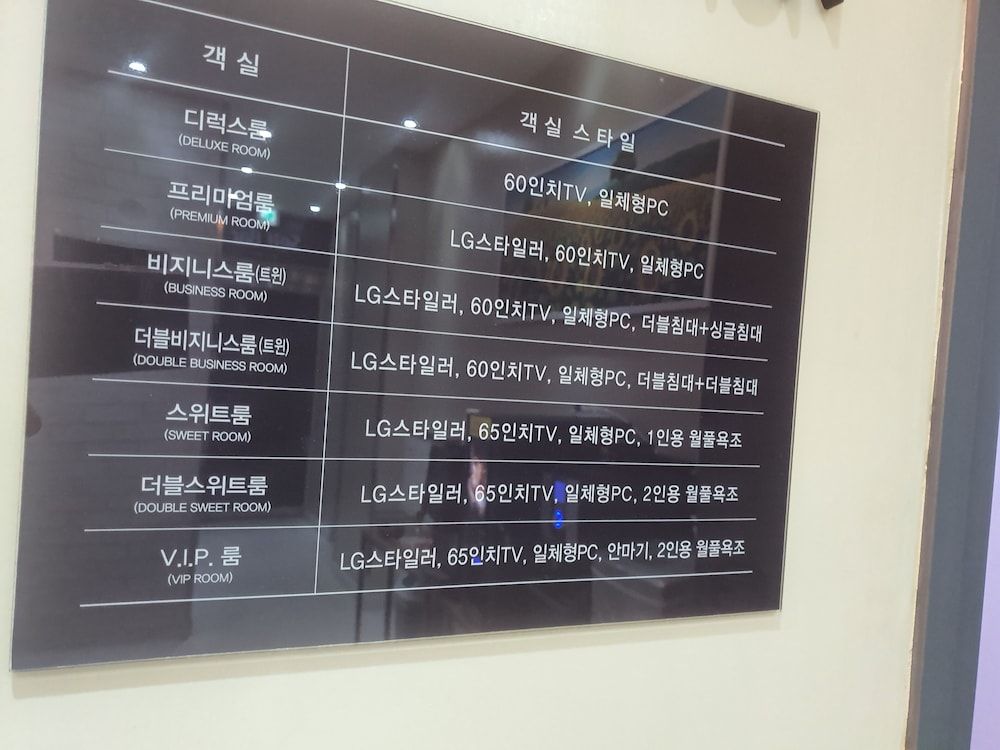 객실
객실 스타일
디럭스룸
(DELUXE ROOM)
60인치TV, 일체형PC
프리마엄룸
(PREMIUM ROOM)
LG스타일러, 60인치TV, 일체형PC
비지니스룸(트윈)
(BUSINESS ROOM)
LG스타일러, 60인치TV, 일체형PC, 더블침대+싱글침대
더블비지니스룸(트윈)
(DOUBLE BUSINESS ROOM)
LG스타일러, 60인치TV, 일체형PC, 더블침대+더블침대
스위트룸
(SWEET ROOM)
LG스타일러, 65인치TV, 일체형PC, 1인용 월풀욕조
더블스위트룸
(DOUBLE SWEET ROOM)
LG스타일러, 65인치TV, 일체형PC, 2인용 월풀욕조
V.I.P. 룸
(VIP ROOM)
LG스타일러, 65인치TV, 일체형PC, 안마기, 2인용 월풀욕조